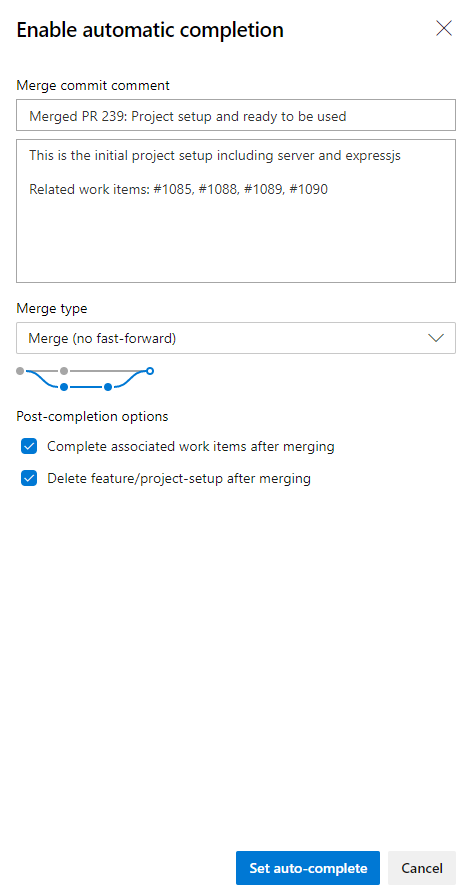 Enable automatic completion
Merge commit comment
Merged PR 239: Project setup and ready to be used
This is the initial project setup including server and expressjs
Related work items: #1085, #1088, #1089, #1090
Merge type
Merge (no fast-forward)
Post-completion options
Complete associated work items after merging
Delete feature/project-setup after merging
Set auto-complete
Cancel